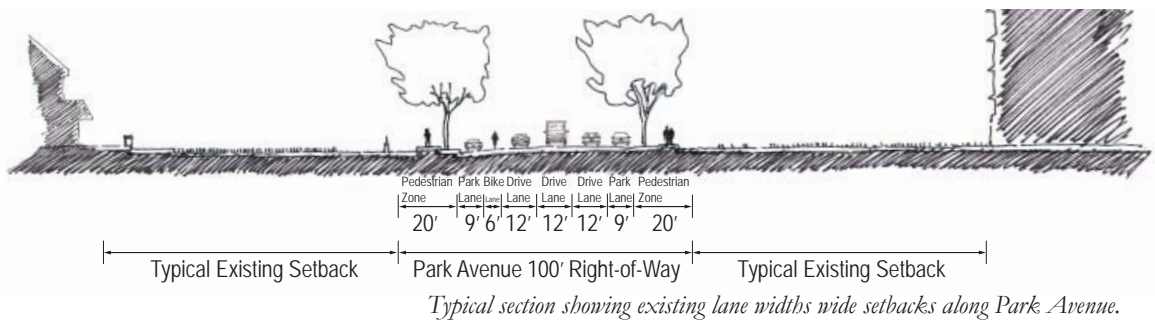 Pedestrian Zone
Park Lane
Bike Lane
Drive Lane
Drive Lane
Drive Lane
Park Lane
Pedestrian Zone
20' 9' 6' 12' 12' 12' 9' 20'
Typical Existing Setback Park Avenue 100' Right-of-Way Typical Existing Setback
Typical section showing existing lane widths wide setbacks along Park Avenue.